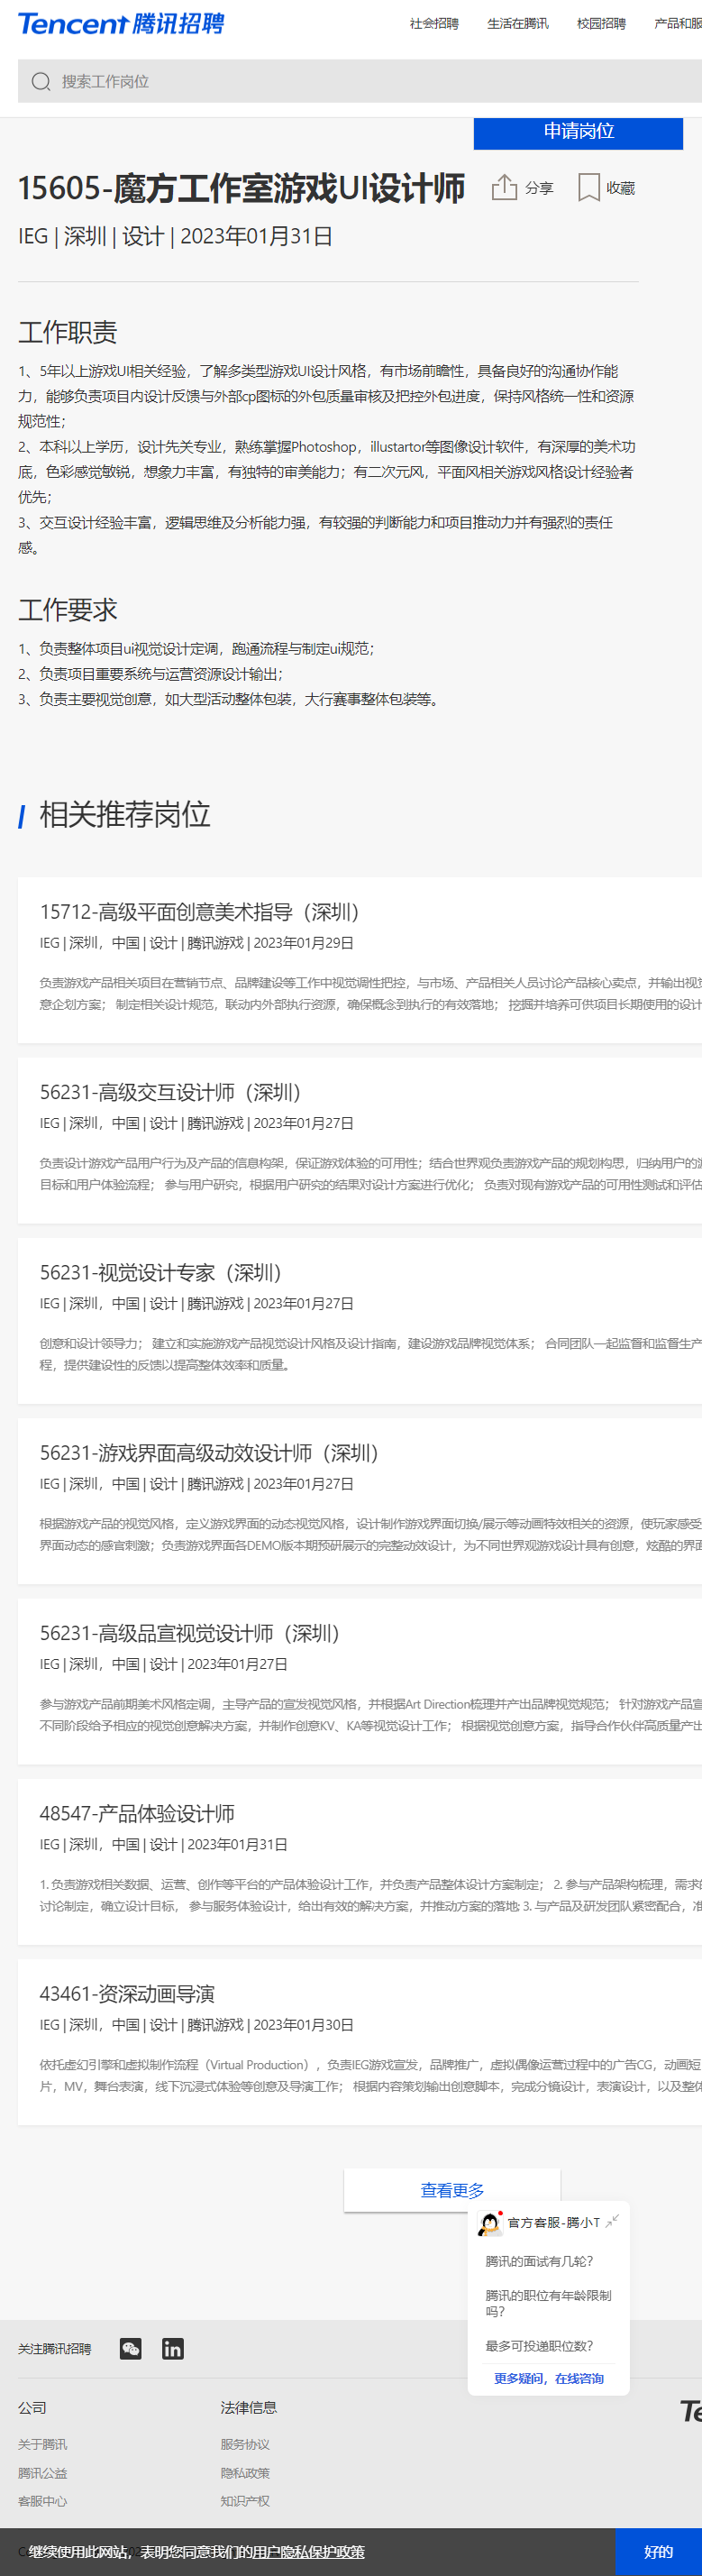 Tencent 腾讯招聘
社会招聘 生活在腾讯 校园招聘 产品和服
搜索工作岗位
申请岗位
15605-魔方工作室游戏UI设计师 分享 收藏
IEG | 深圳 | 设计 | 2023年01月31日
工作职责
1、5年以上游戏UI相关经验，了解多类型游戏UI设计风格，有市场前瞻性，具备良好的沟通协作能
力，能够负责项目内设计反馈与外部cp图标的外包质量审核及把控外包进度，保持风格统一性和资源
规范性；
2、本科以上学历，设计先关专业，熟练掌握Photoshop，illustartor等图像设计软件，有深厚的美术功
底，色彩感觉敏锐，想象力丰富，有独特的审美能力；有二次元风，平面风相关游戏风格设计经验者
优先；
3、交互设计经验丰富，逻辑思维及分析能力强，有较强的判断能力和项目推动力并有强烈的责任
感。
工作要求
1、负责整体项目ui视觉设计定调，跑通流程与制定ui规范；
2、负责项目重要系统与运营资源设计输出；
3、负责主要视觉创意，如大型活动整体包装，大行赛事整体包装等。
相关推荐岗位
15712-高级平面创意美术指导（深圳）
IEG | 深圳，中国 | 设计 | 腾讯游戏 | 2023年01月29日
负责游戏产品相关项目在营销节点、品牌建设等工作中视觉调性把控，与市场、产品相关人员讨论产品核心卖点，并输出视觉
意企划方案； 制定相关设计规范，联动内外部执行资源，确保概念到执行的有效落地； 挖掘并培养可供项目长期使用的设计
56231-高级交互设计师（深圳）
IEG | 深圳，中国 | 设计 | 腾讯游戏 | 2023年01月27日
负责设计游戏产品用户行为及产品的信息构架，保证游戏体验的可用性；结合世界观负责游戏产品的规划构思，归纳用户的游
目标和用户体验流程； 参与用户研究，根据用户研究的结果对设计方案进行优化； 负责对现有游戏产品的可用性测试和评估
56231-视觉设计专家（深圳）
IEG | 深圳，中国 | 设计 | 腾讯游戏 | 2023年01月27日
创意和设计领导力； 建立和实施游戏产品视觉设计风格及设计指南，建设游戏品牌视觉体系； 合同团队一起监督和监督生产
程，提供建设性的反馈以提高整体效率和质量。
56231-游戏界面高级动效设计师（深圳）
IEG | 深圳，中国 | 设计 | 腾讯游戏 | 2023年01月27日
根据游戏产品的视觉风格，定义游戏界面的动态视觉风格，设计制作游戏界面切换/展示等动画特效相关的资源，使玩家感受
界面动态的感官刺激；负责游戏界面各DEMO版本期预研展示的完整动效设计，为不同世界观游戏设计具有创意，炫酷的界面
56231-高级品宣视觉设计师（深圳）
IEG | 深圳，中国 | 设计 | 2023年01月27日
参与游戏产品前期美术风格定调，主导产品的宣发视觉风格，并根据Art Direction梳理并产出品牌视觉规范； 针对游戏产品宣
不同阶段给予相应的视觉创意解决方案，并制作创意KV、KA等视觉设计工作； 根据视觉创意方案，指导合作伙伴高质量产出
48547-产品体验设计师
IEG | 深圳，中国 | 设计 | 2023年01月31日
1. 负责游戏相关数据、运营、创作等平台的产品体验设计工作，并负责产品整体设计方案制定； 2. 参与产品架构梳理，需求的
讨论制定，确立设计目标， 参与服务体验设计，给出有效的解决方案，并推动方案的落地; 3. 与产品及研发团队紧密配合，准
43461-资深动画导演
IEG | 深圳，中国 | 设计 | 腾讯游戏 | 2023年01月30日
依托虚幻引擎和虚拟制作流程（Virtual Production），负责IEG游戏宣发，品牌推广，虚拟偶像运营过程中的广告CG，动画短
片，MV，舞台表演，线下沉浸式体验等创意及导演工作； 根据内容策划输出创意脚本，完成分镜设计，表演设计，以及整体
查看更多
官方客服-腾小T
腾讯的面试有几轮？
腾讯的职位有年龄限制
吗？
最多可投递职位数？
更多疑问，在线咨询
关注腾讯招聘
公司 法律信息
关于腾讯 服务协议
腾讯公益 隐私政策
客服中心 知识产权
继续使用此网站，表明您同意我们的用户隐私保护政策 好的